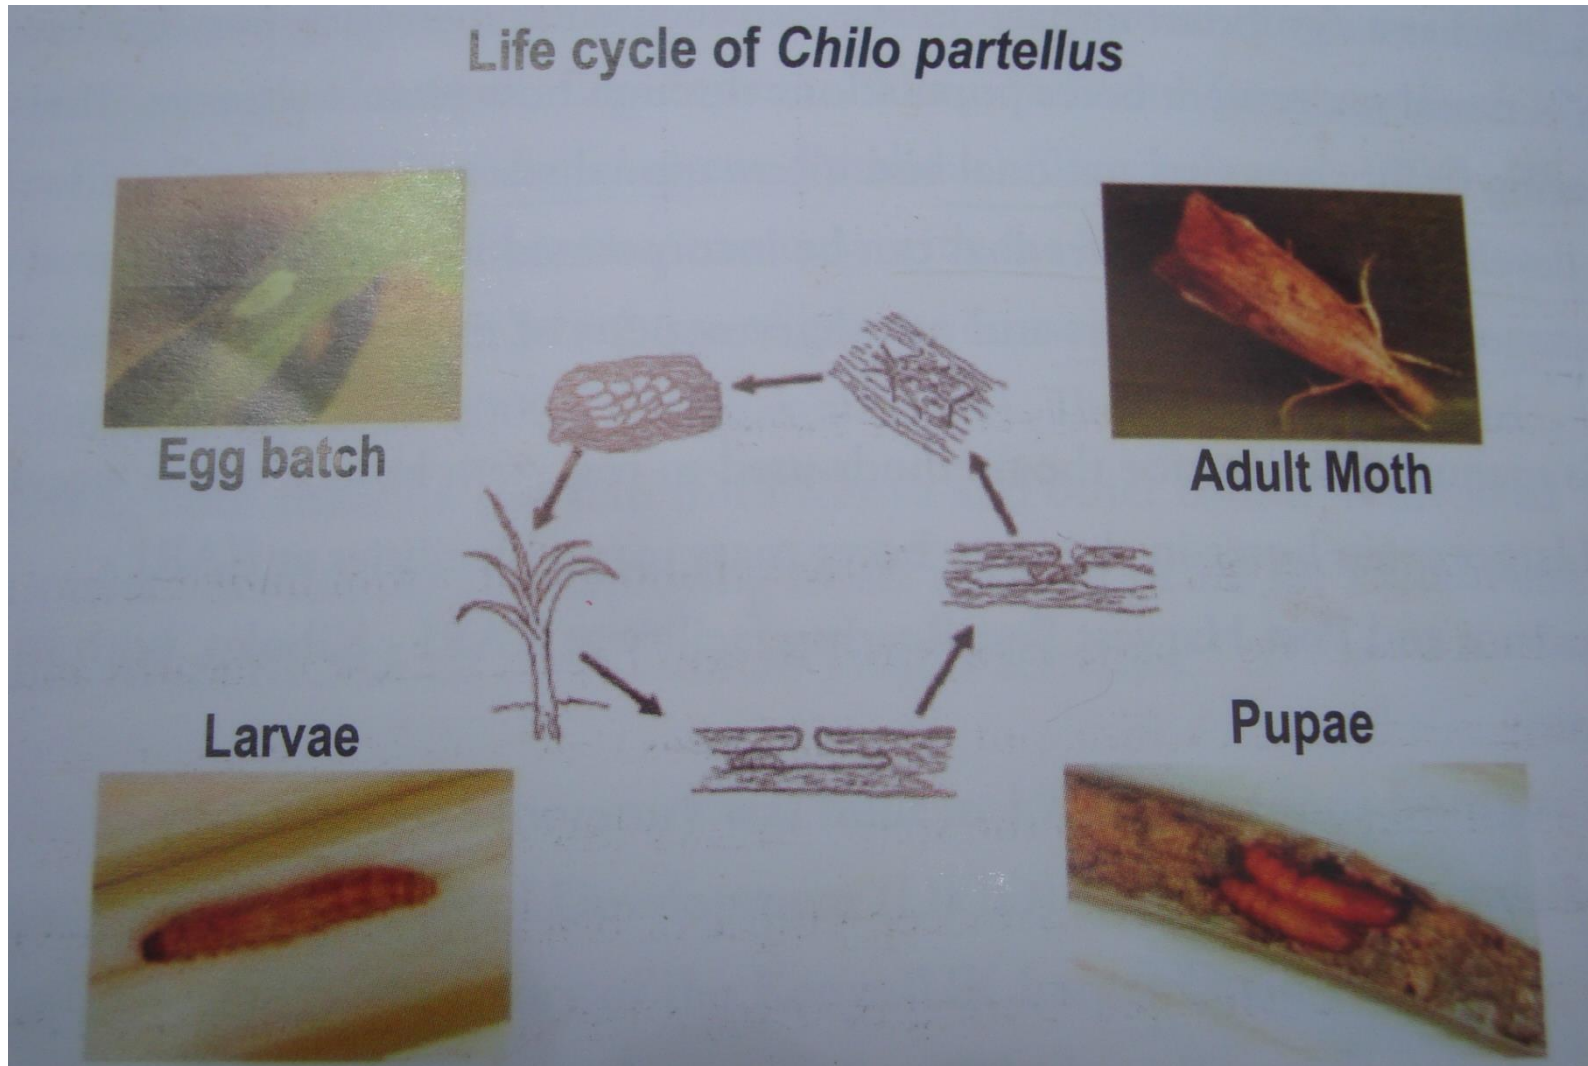 Life cycle of Chilo partellus
Egg batch
Adult Moth
Larvae
Pupae